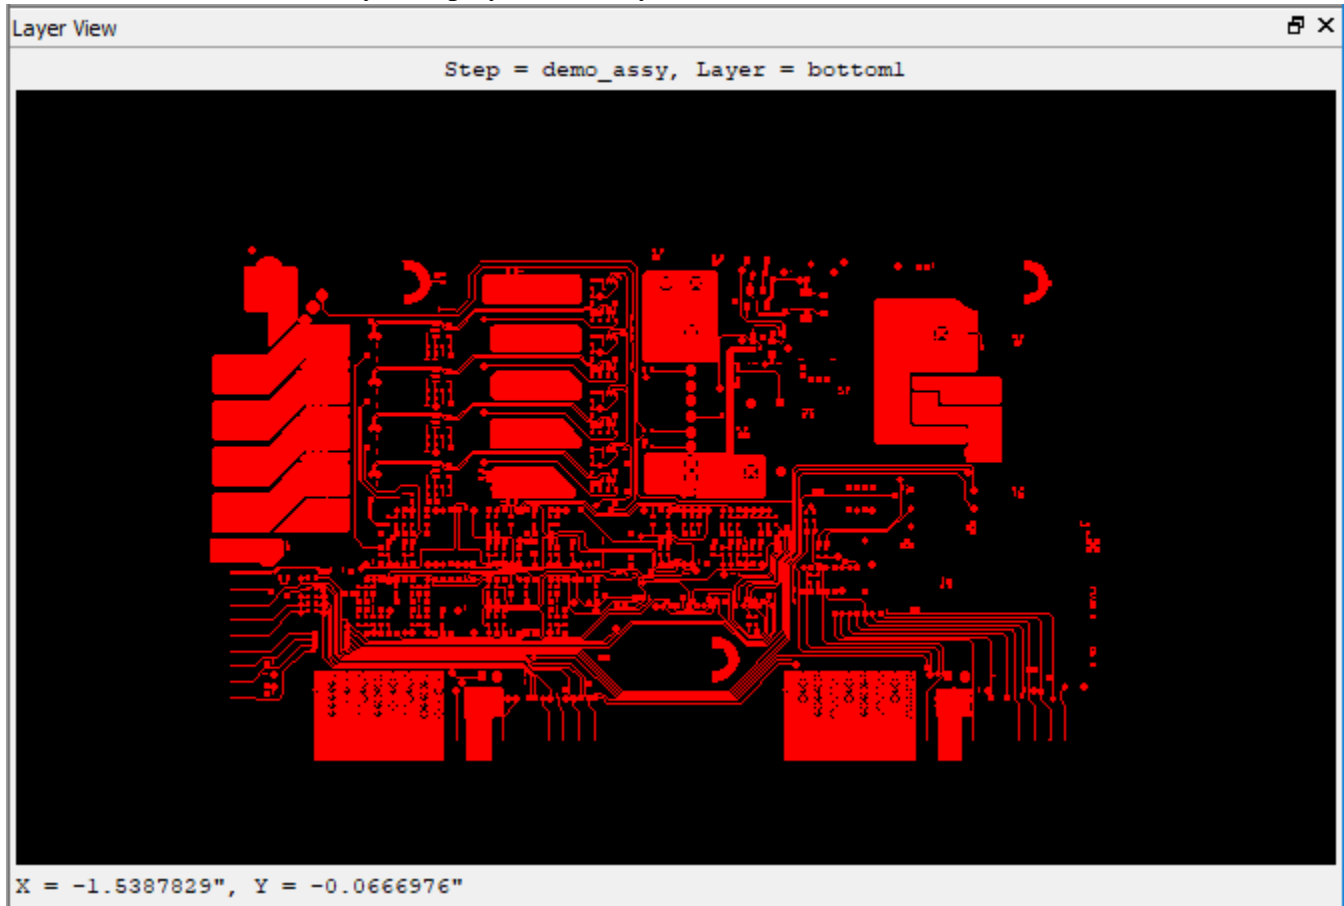 Layer View
Step = demo_assy, Layer = bottoml
X = -1.5387829", Y = -0.0666976"